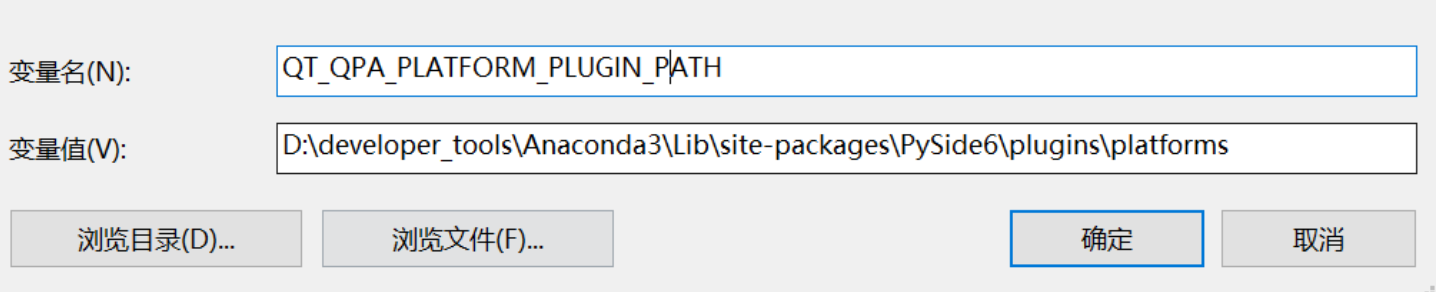 变量名(N):
QT_QPA_PLATFORM_PLUGIN_PATH
变量值(V):
D:\developer_tools\Anaconda3\Lib\site-packages\PySide6\plugins\platforms
浏览目录(D)...
浏览文件(F)...
确定
取消